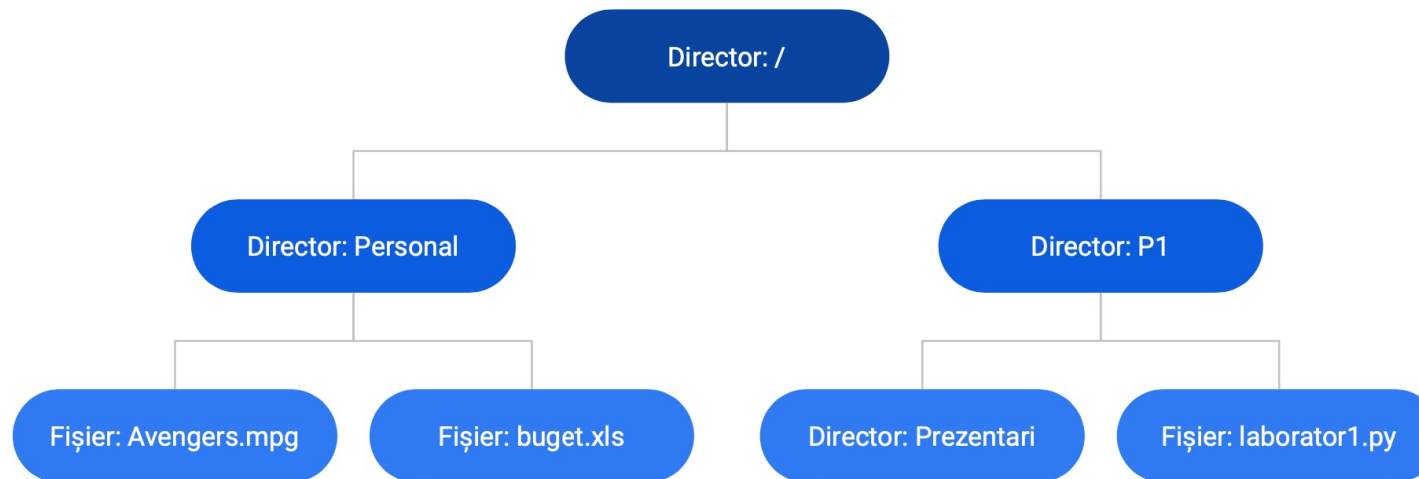 Director: /
Director: Personal
Director: P1
Fișier: Avengers.mpg
Fișier: buget.xls
Director: Prezentari
Fișier: laborator1.py